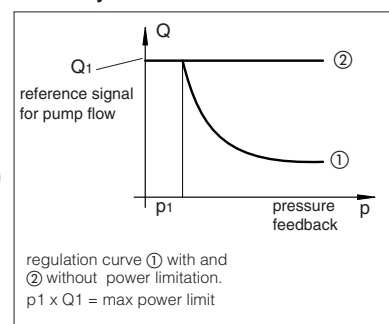 Q
Q1
②
reference signal
for pump flow
①
p1
pressure
feedback
p
regulation curve ① with and
② without power limitation.
p1 x Q1 = max power limit